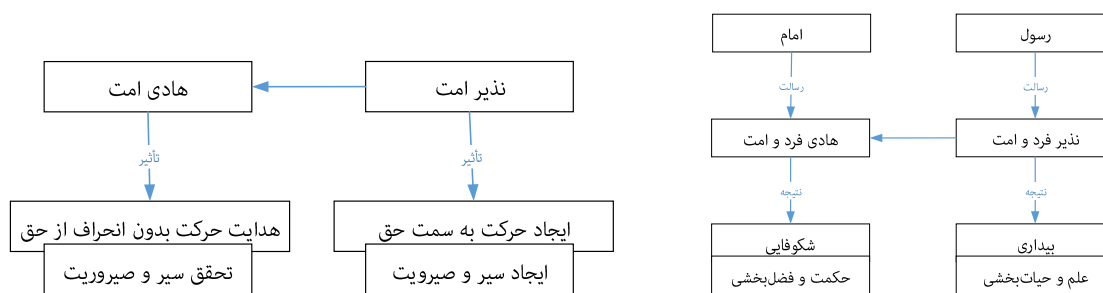 رسول
امام
رسالت
رسالت
نذیر فرد و امت
هادی فرد و امت
نتیجه
نتیجه
بیداری
شکوفایی
علم و حیات‌بخشی
حکمت و فضل‌بخشی
نذیر امت
هادی امت
تأثیر
تأثیر
ایجاد حرکت به سمت حق
هدایت حرکت بدون انحراف از حق
ایجاد سیر و صیرویت
تحقق سیر و صیروریت